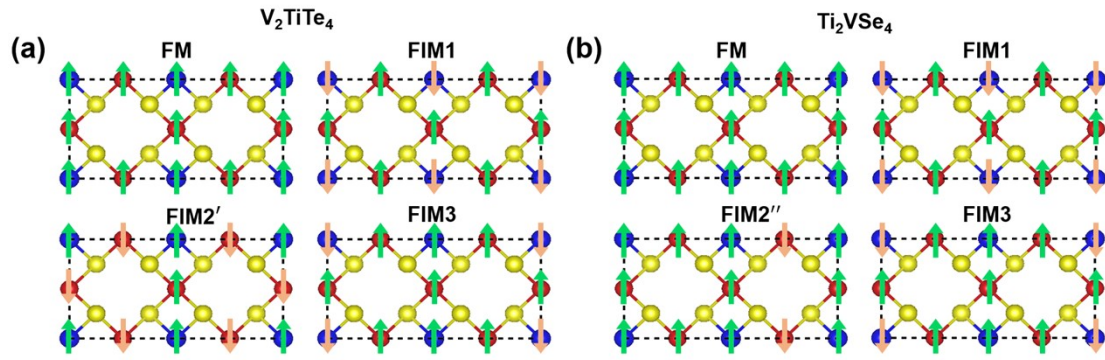 V₂TiTe₄
Ti₂VSe₄
(a)
FM
FIM1
FIM2′
FIM3
(b)
FM
FIM1
FIM2′′
FIM3